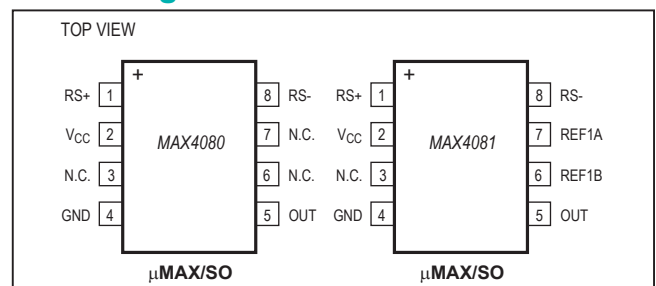 TOP VIEW
+
RS+ 1
8 RS-
VCC 2
7 N.C.
MAX4080
N.C. 3
6 N.C.
GND 4
5 OUT
µMAX/SO
+
RS+ 1
8 RS-
VCC 2
7 REF1A
MAX4081
N.C. 3
6 REF1B
GND 4
5 OUT
µMAX/SO